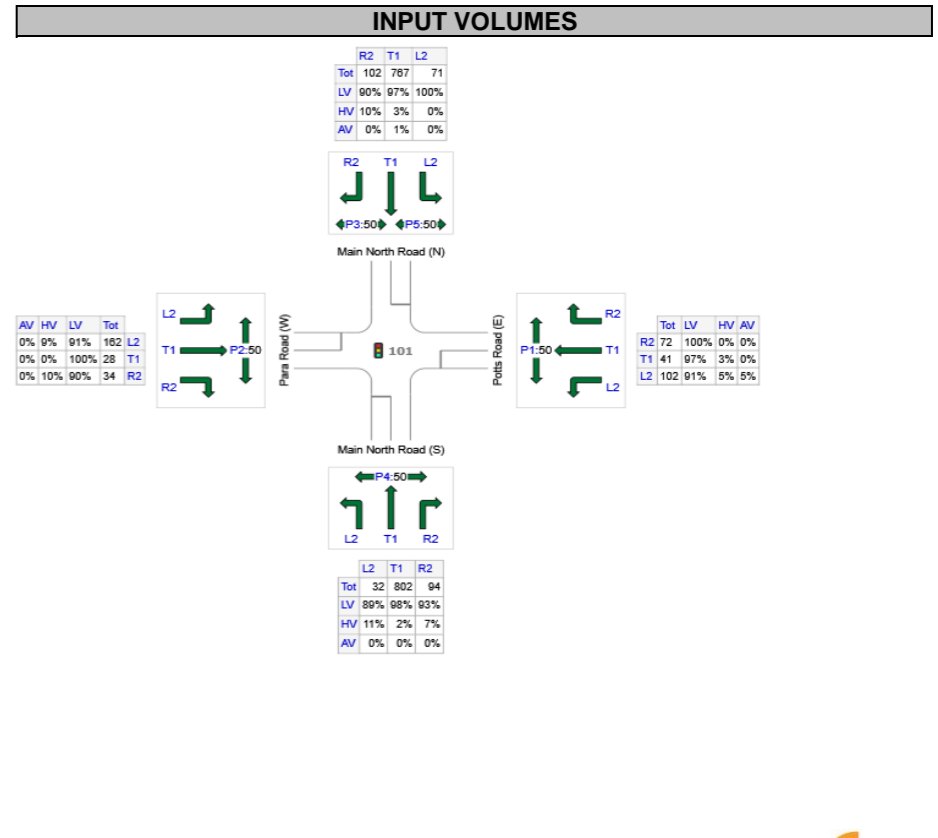 INPUT VOLUMES
R2 T1 L2
Tot 102 767 71
LV 90% 97% 100%
HV 10% 3% 0%
AV 0% 1% 0%
R2 T1 L2
P3:50 P5:50
Main North Road (N)
AV HV LV Tot
0% 9% 91% 162 L2
0% 0% 100% 28 T1
0% 10% 90% 34 R2
L2
T1 P2:50
R2
Para Road (W)
101
Potts Road (E)
R2
P1:50 T1
L2
Tot LV HV AV
R2 72 100% 0% 0%
T1 41 97% 3% 0%
L2 102 91% 5% 5%
Main North Road (S)
P4:50
L2 T1 R2
L2 T1 R2
Tot 32 802 94
LV 89% 98% 93%
HV 11% 2% 7%
AV 0% 0% 0%